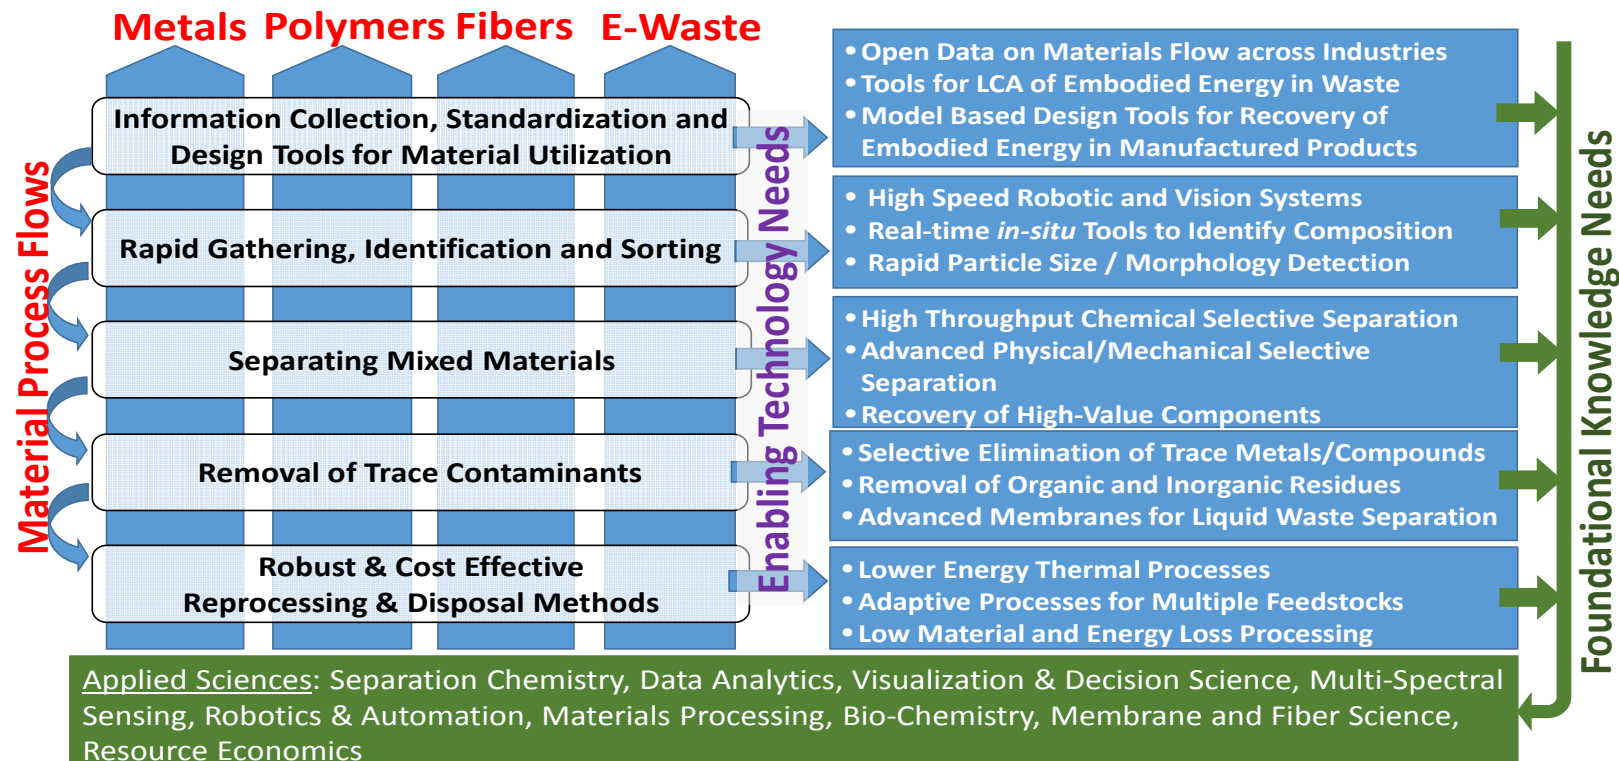 Metals Polymers Fibers E-Waste
Material Process Flows
Information Collection, Standardization and
Design Tools for Material Utilization
Rapid Gathering, Identification and Sorting
Separating Mixed Materials
Removal of Trace Contaminants
Robust & Cost Effective
Reprocessing & Disposal Methods
Enabling Technology Needs
• Open Data on Materials Flow across Industries
• Tools for LCA of Embodied Energy in Waste
• Model Based Design Tools for Recovery of
Embodied Energy in Manufactured Products
• High Speed Robotic and Vision Systems
• Real-time in-situ Tools to Identify Composition
• Rapid Particle Size / Morphology Detection
• High Throughput Chemical Selective Separation
• Advanced Physical/Mechanical Selective
Separation
• Recovery of High-Value Components
• Selective Elimination of Trace Metals/Compounds
• Removal of Organic and Inorganic Residues
• Advanced Membranes for Liquid Waste Separation
• Lower Energy Thermal Processes
• Adaptive Processes for Multiple Feedstocks
• Low Material and Energy Loss Processing
Foundational Knowledge Needs
Applied Sciences: Separation Chemistry, Data Analytics, Visualization & Decision Science, Multi-Spectral
Sensing, Robotics & Automation, Materials Processing, Bio-Chemistry, Membrane and Fiber Science,
Resource Economics